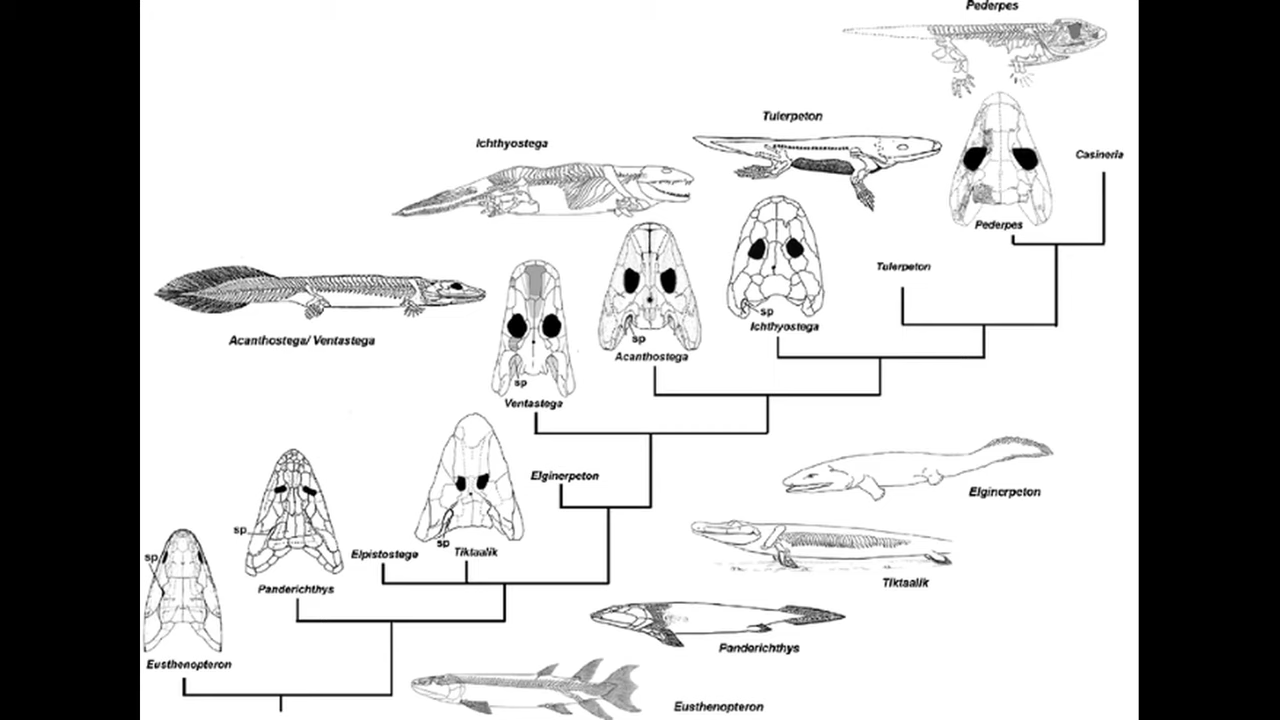 Pederpes
Tulerpeton
Ichthyostega
Casineria
Pederpes
Tulerpeton
sp
Ichthyostega
sp
Acanthostega
Acanthostega/ Ventastega
sp
Ventastega
Elginerpeton
Elginerpeton
sp
Panderichthys
sp
Elpistostege
Tiktaalik
Tiktaalik
sp
Eusthenopteron
Panderichthys
Eusthenopteron